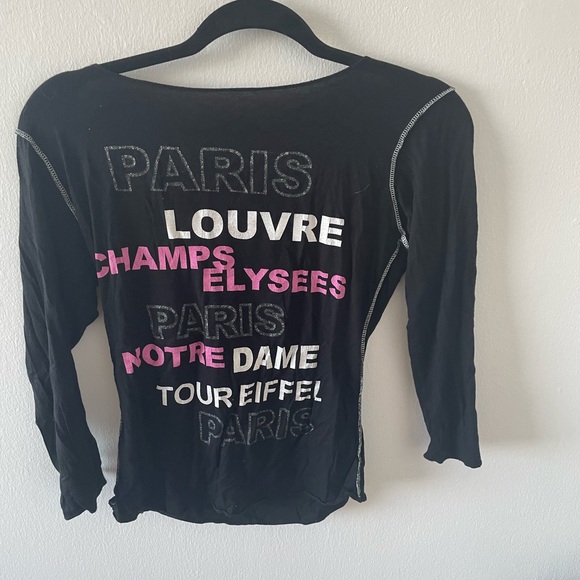 PARIS
LOUVRE
CHAMPS
ELYSEES
PARIS
NOTRE DAME
TOUR EIFFEL
PARIS